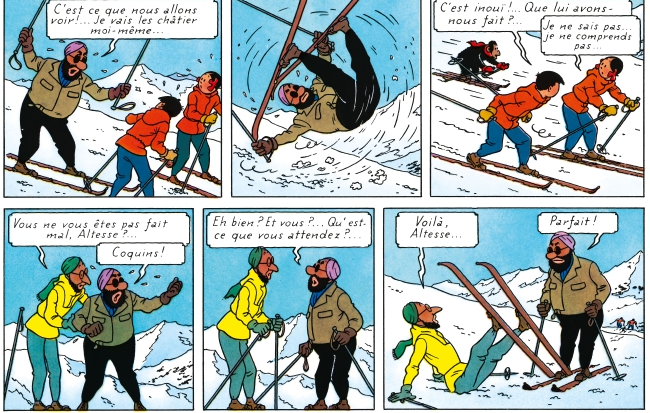 C'est ce que nous allons
voir!... Je vais les châtier
moi-même...
C'est inouï!... Que lui avons-
nous fait?...
Je ne sais pas...
je ne comprends
pas...
Vous ne vous êtes pas fait
mal, Altesse?...
Coquins!
Eh bien? Et vous?... Qu'est-
ce que vous attendez?...
Voilà,
Altesse...
Parfait!